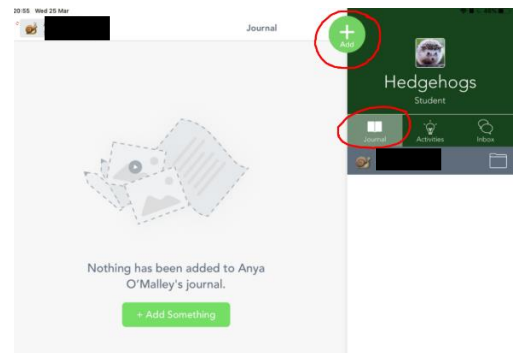 20:55 Wed 25 Mar
Journal
Add
Hedgehogs
Student
Journal
Activities
Inbox
Nothing has been added to Anya
O'Malley's journal.
+ Add Something